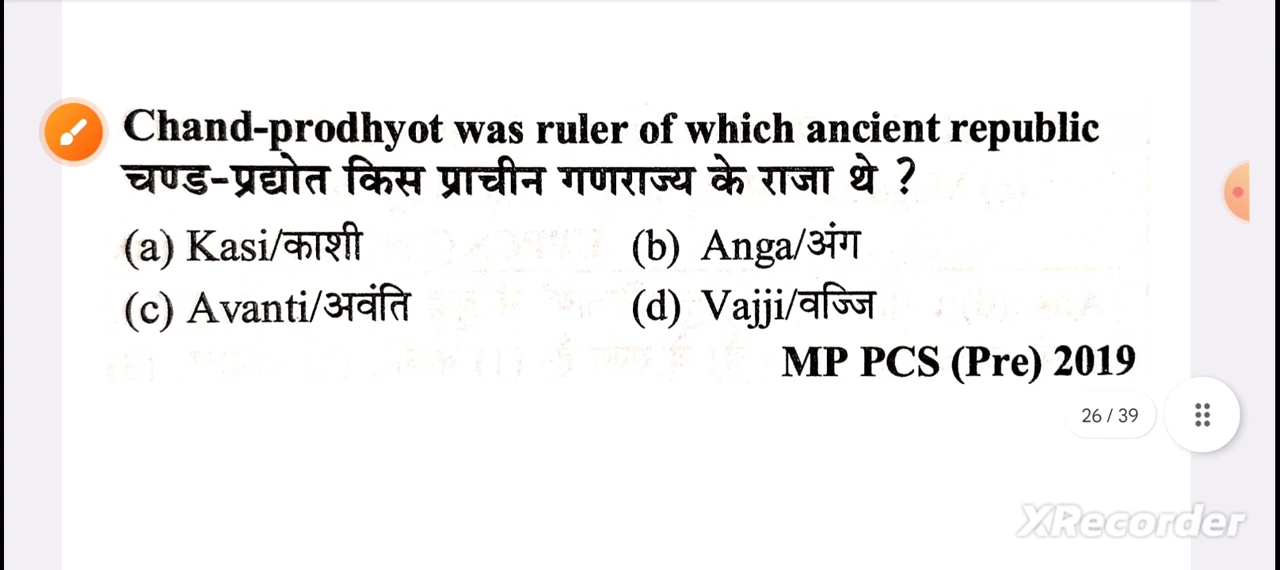 Chand-prodhyot was ruler of which ancient republic
चण्ड-प्रद्योत किस प्राचीन गणराज्य के राजा थे ?
(a) Kasi/काशी (b) Anga/अंग
(c) Avanti/अवंति (d) Vajji/वज्जि
MP PCS (Pre) 2019
26 / 39
XRecorder